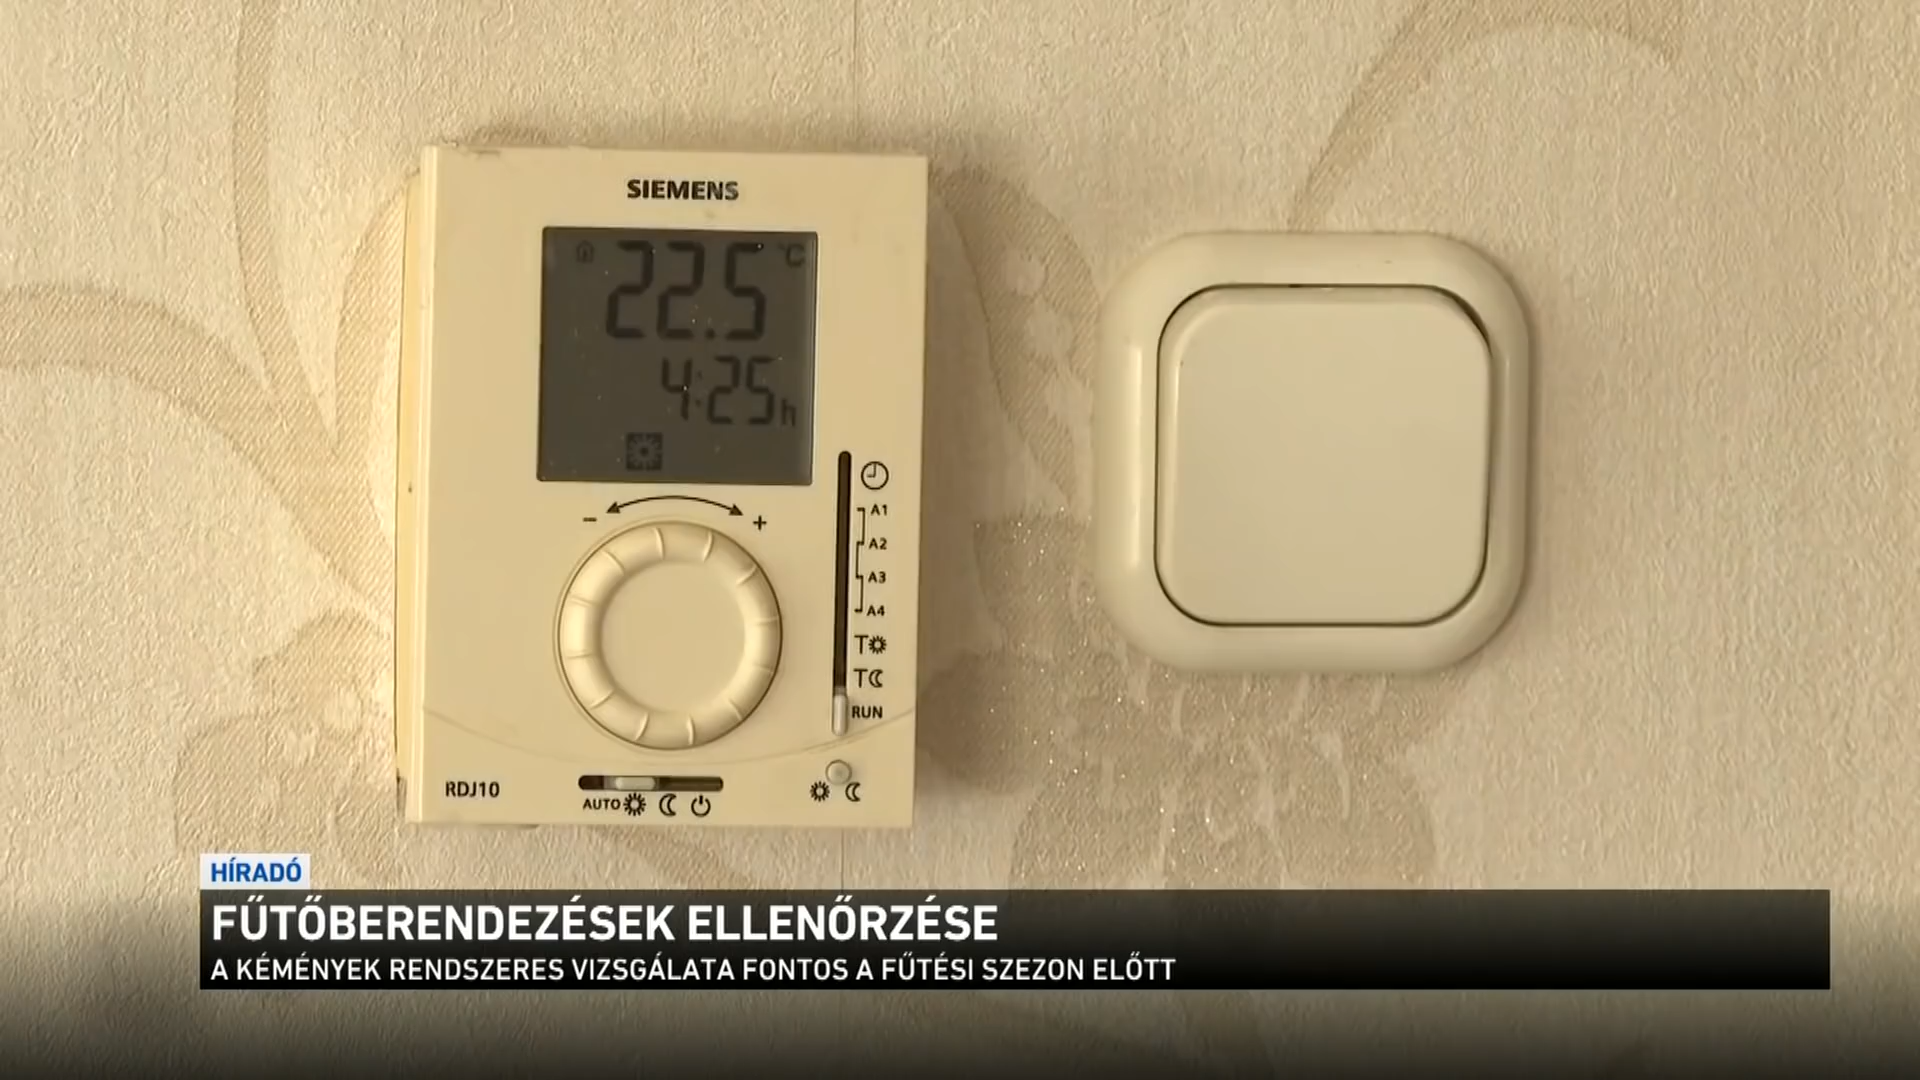 SIEMENS
22.5 °C
4:25h
− +
A1
A2
A3
A4
T
T
RUN
RDJ10
AUTO
HÍRADÓ
FŰTŐBERENDEZÉSEK ELLENŐRZÉSE
A KÉMÉNYEK RENDSZERES VIZSGÁLATA FONTOS A FŰTÉSI SZEZON ELŐTT